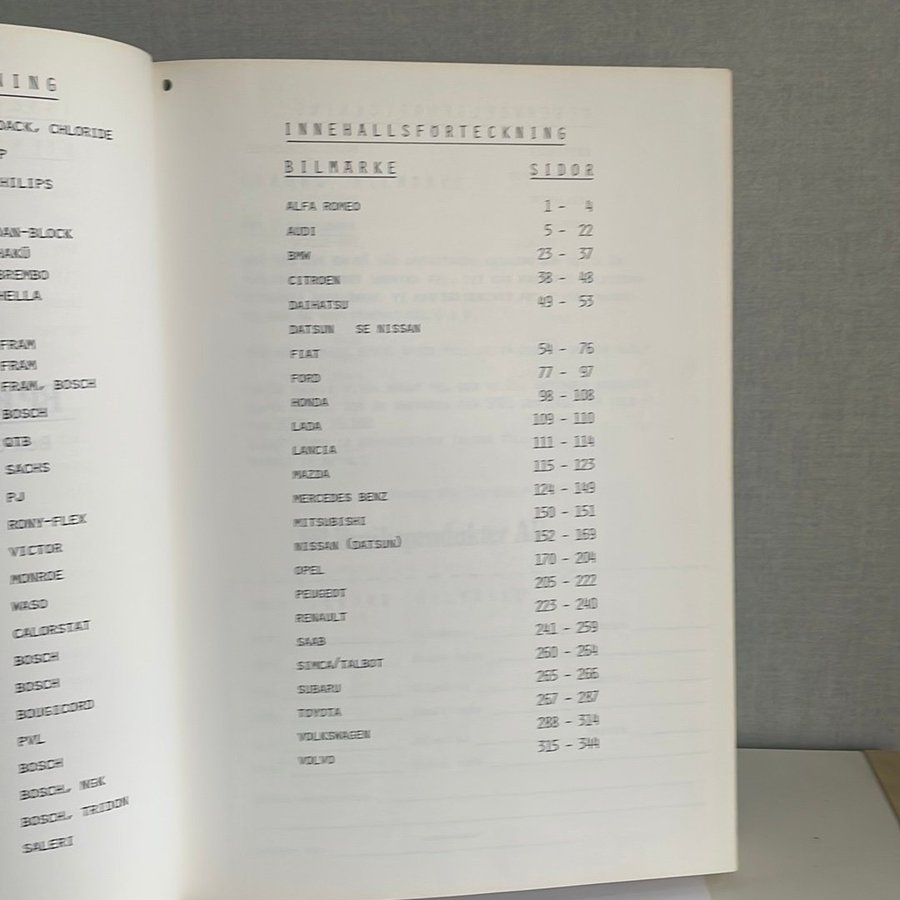 NING
DACK, CHLORIDE
P
HILIPS
DAN-BLOCK
HAKÜ
BREMBO
HELLA
FRAM
FRAM
FRAM, BOSCH
BOSCH
QTB
SACHS
PJ
RONY-FLEX
VICTOR
MONROE
WASO
CALORSTAT
BOSCH
BOSCH
BOUGICORD
PVL
BOSCH
BOSCH, NGK
BOSCH, TRIDON
SALERI
INNEHALLSFÖRTECKNING
BILMÄRKE SIDOR
ALFA ROMEO 1 - 4
AUDI 5 - 22
BMW 23 - 37
CITROEN 38 - 48
DAIHATSU 49 - 53
DATSUN SE NISSAN
FIAT 54 - 76
FORD 77 - 97
HONDA 98 - 108
LADA 109 - 110
LANCIA 111 - 114
MAZDA 115 - 123
MERCEDES BENZ 124 - 149
MITSUBISHI 150 - 151
NISSAN (DATSUN) 152 - 169
OPEL 170 - 204
PEUGEOT 205 - 222
RENAULT 223 - 240
SAAB 241 - 259
SIMCA/TALBOT 260 - 264
SUBARU 265 - 266
TOYOTA 267 - 287
VOLKSWAGEN 288 - 314
VOLVO 315 - 344